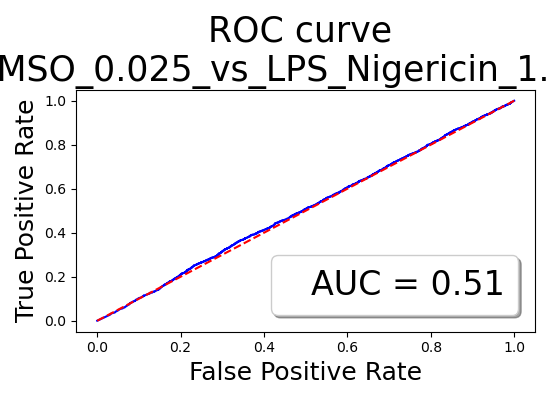 ROC curve
MSO_0.025_vs_LPS_Nigericin_1.
True Positive Rate
1.0
0.8
0.6
0.4
0.2
0.0
AUC = 0.51
0.0 0.2 0.4 0.6 0.8 1.0
False Positive Rate